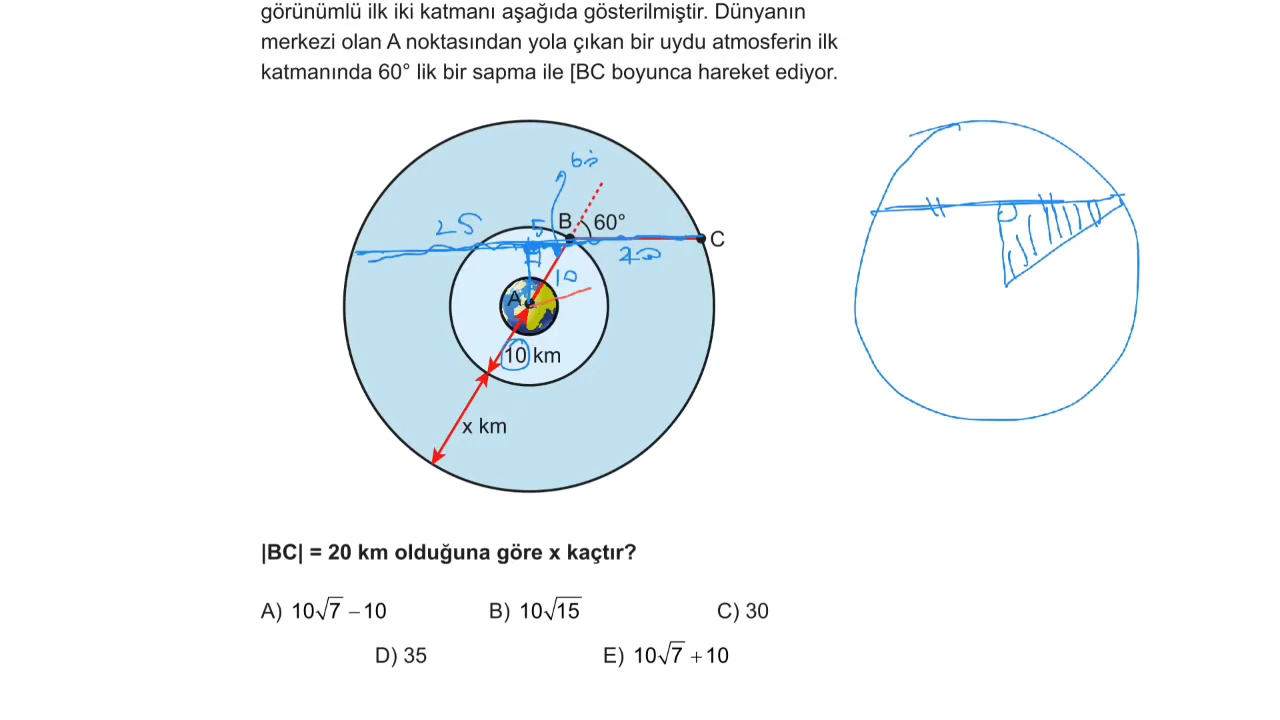 görünümlü ilk iki katmanı aşağıda gösterilmiştir. Dünyanın
merkezi olan A noktasından yola çıkan bir uydu atmosferin ilk
katmanında 60° lik bir sapma ile [BC boyunca hareket ediyor.
60
25
5
B
60°
C
20
10
A
10 km
x km
|BC| = 20 km olduğuna göre x kaçtır?
A) 10√7 – 10
B) 10√15
C) 30
D) 35
E) 10√7 + 10